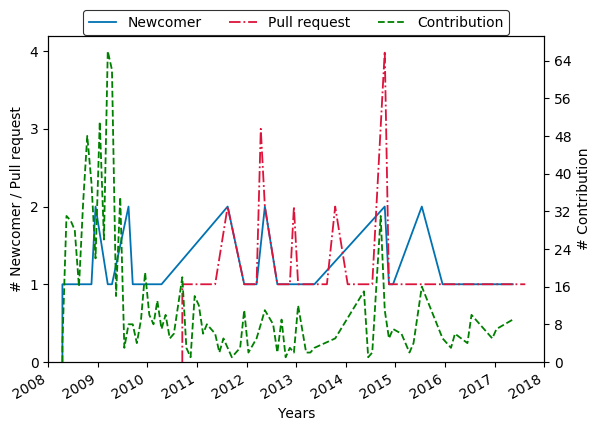 Newcomer Pull request Contribution
4
3
2
1
0
# Newcomer / Pull request
64
56
48
40
32
24
16
8
0
# Contribution
2008 2009 2010 2011 2012 2013 2014 2015 2016 2017 2018
Years